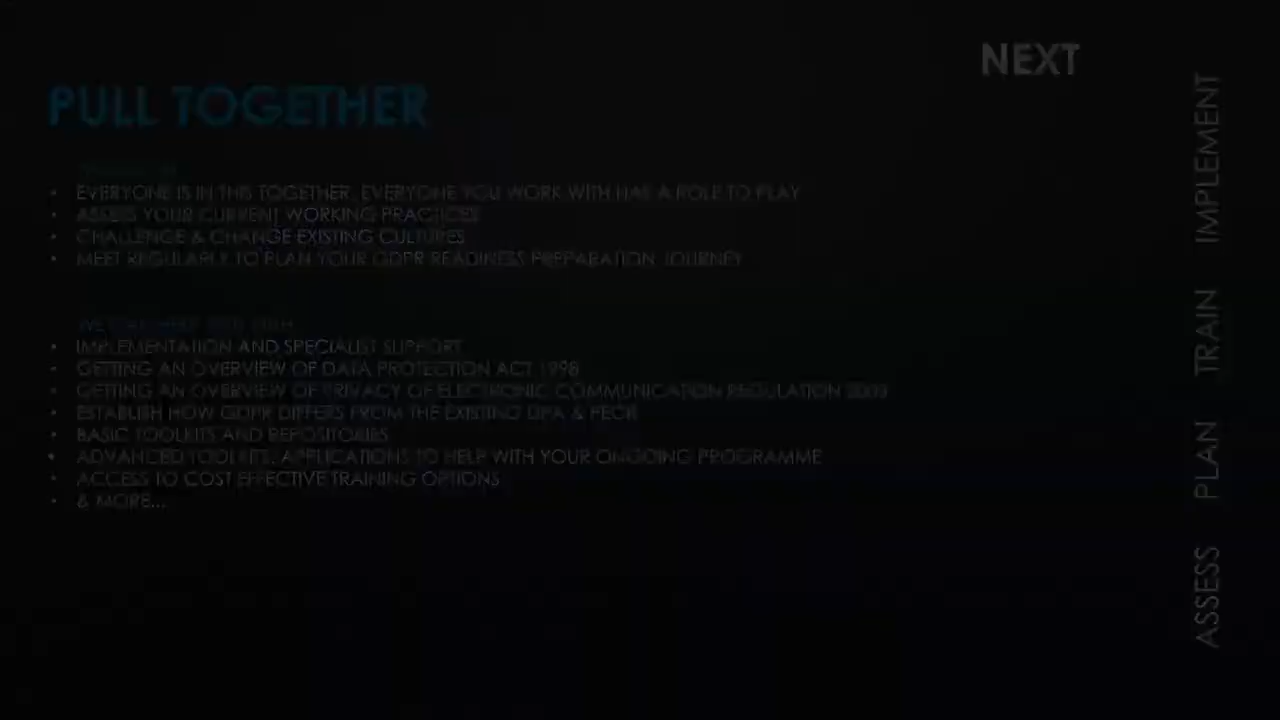 NEXT
PULL TOGETHER
• EVERYONE IS IN THIS TOGETHER, EVERYONE YOU WORK WITH HAS A ROLE TO PLAY
• ASSESS YOUR CURRENT WORKING PRACTICES
• CHALLENGE & CHANGE EXISTING CULTURES
• MEET REGULARLY TO PLAN YOUR GDPR READINESS PREPARATION JOURNEY
• IMPLEMENTATION AND SPECIALIST SUPPORT
• GETTING AN OVERVIEW OF DATA PROTECTION ACT 1998
• GETTING AN OVERVIEW OF PRIVACY OF ELECTRONIC COMMUNICATION REGULATION 2003
• ESTABLISH HOW GDPR DIFFERS FROM THE EXISTING DPA & PECR
• BASIC TOOLKITS AND REPOSITORIES
• ADVANCED TOOLKITS, APPLICATIONS TO HELP WITH YOUR ONGOING PROGRAMME
• ACCESS TO COST EFFECTIVE TRAINING OPTIONS
• & MORE...
ASSESS PLAN TRAIN IMPLEMENT